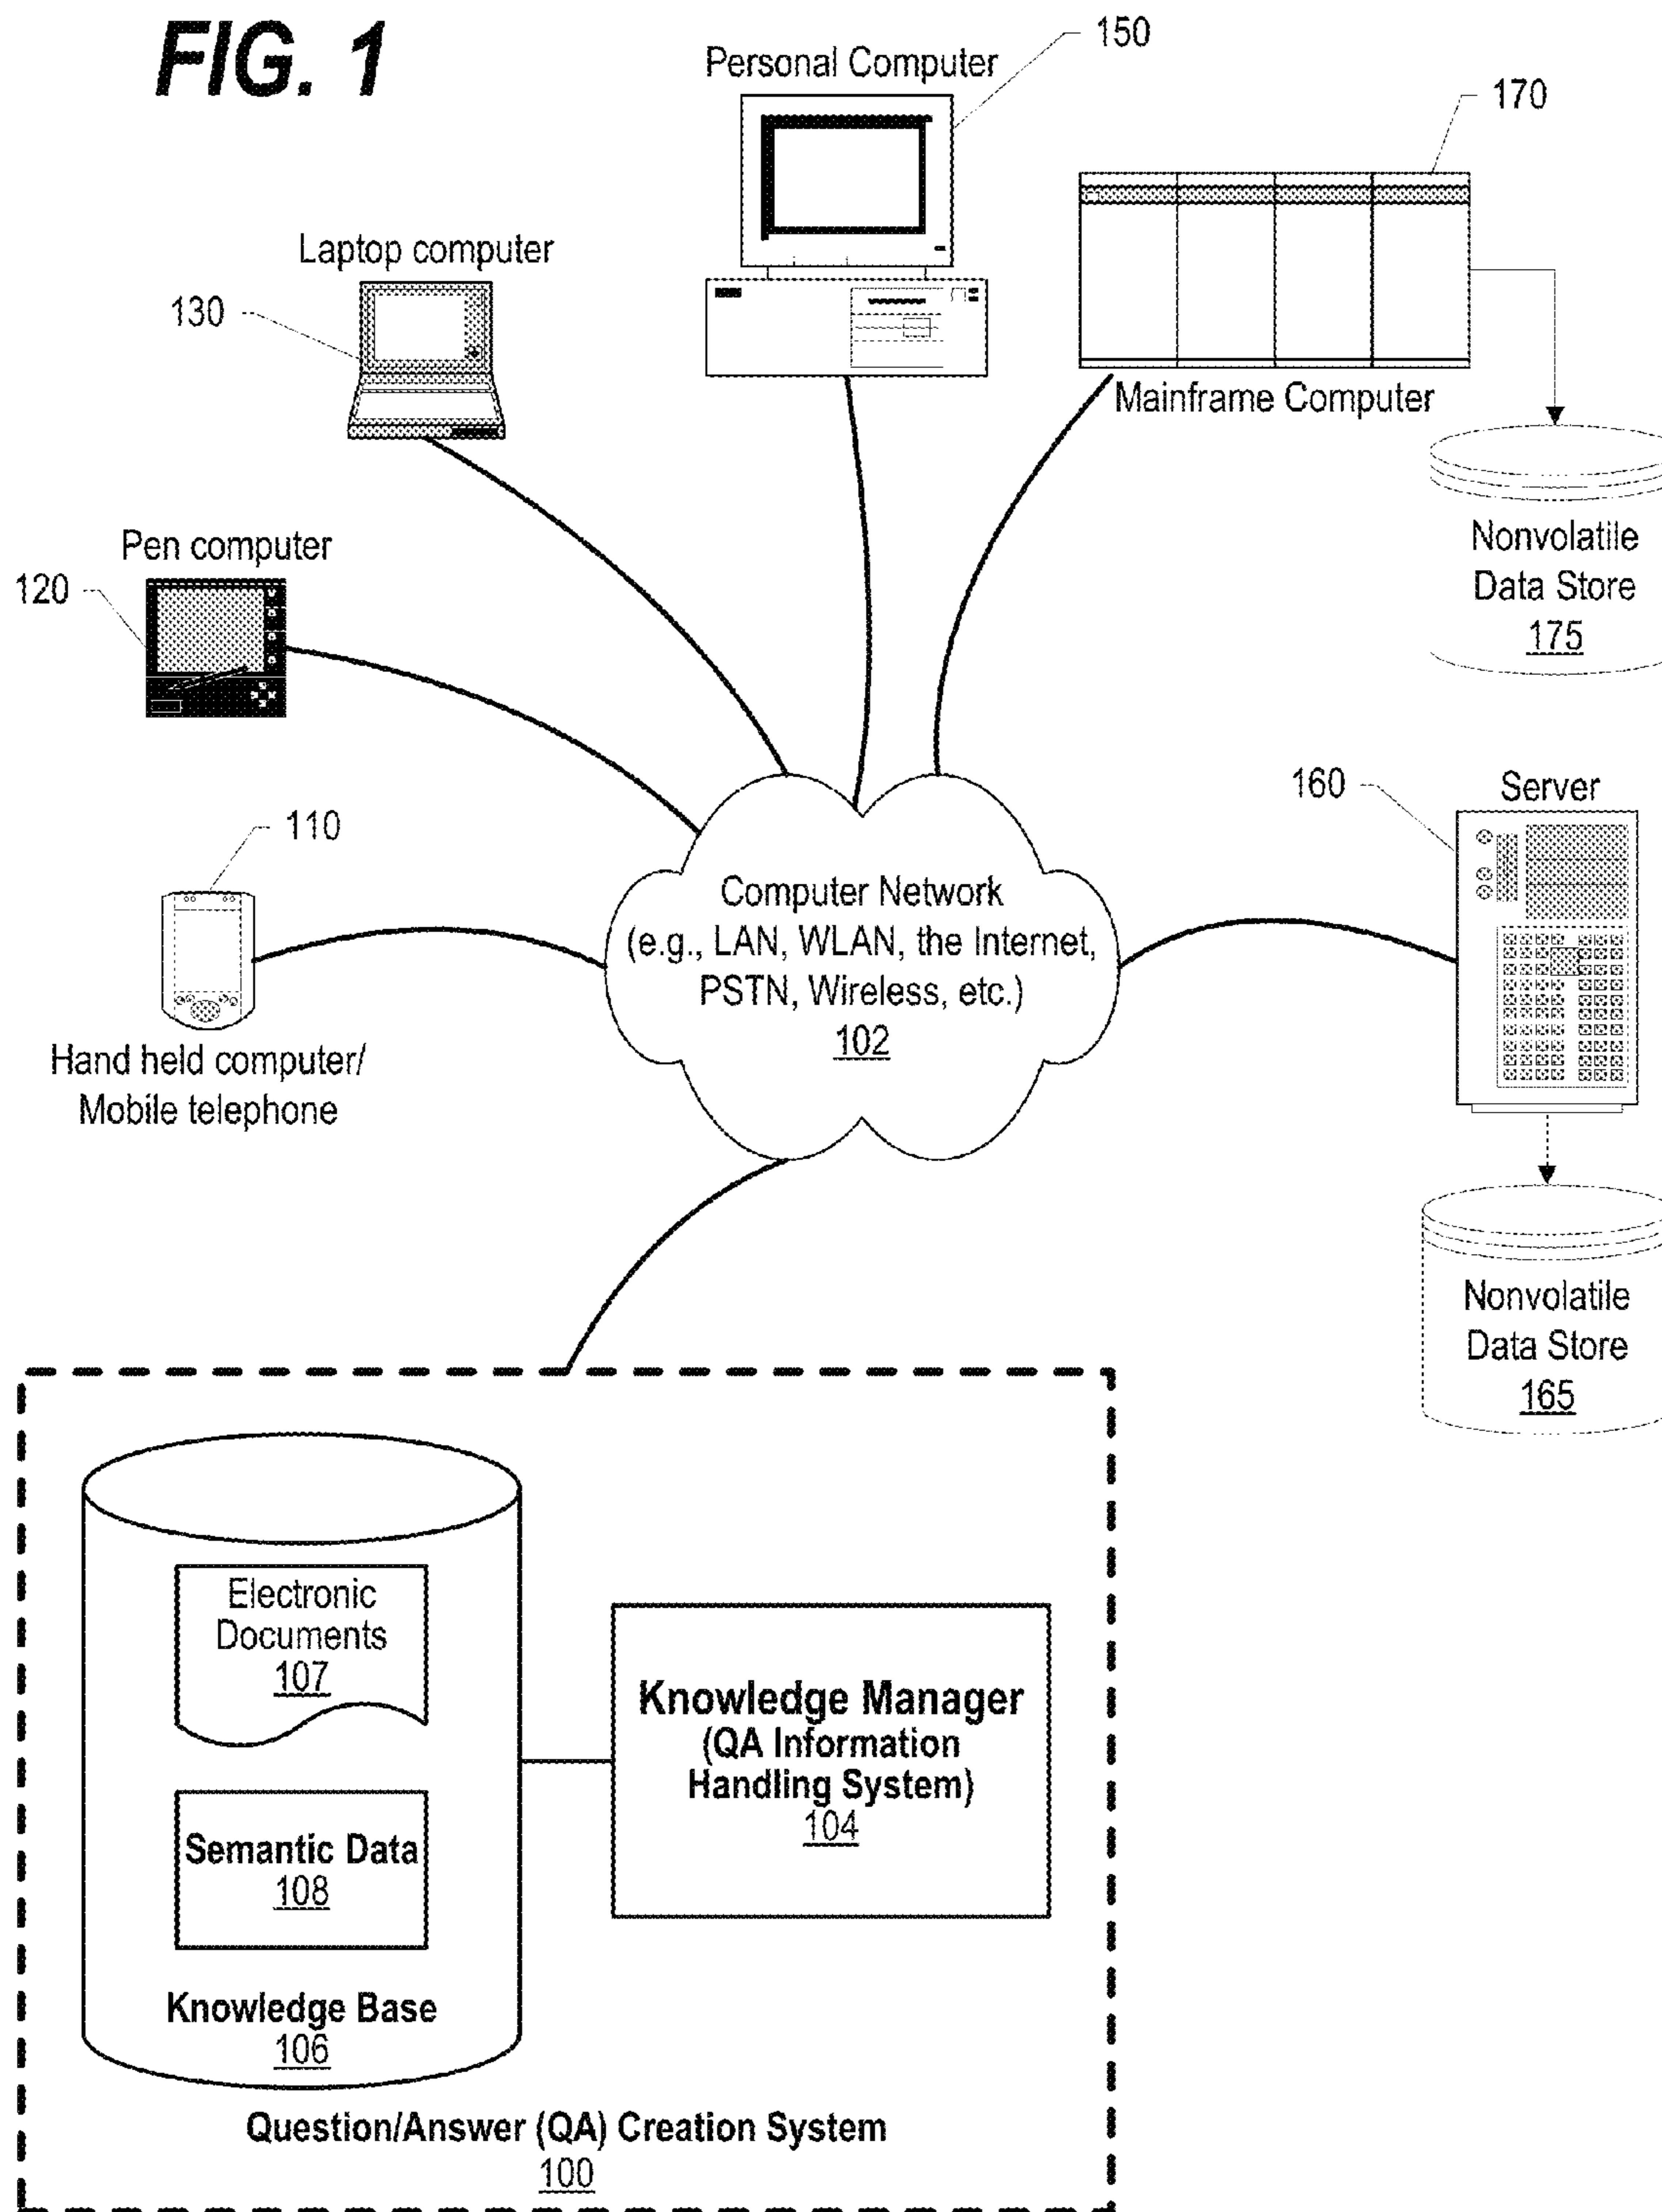 FIG. 1
Personal Computer
150
170
Laptop computer
130
Mainframe Computer
Nonvolatile
Data Store
175
Pen computer
120
160
Server
110
Computer Network
(e.g., LAN, WLAN, the Internet,
PSTN, Wireless, etc.)
102
Hand held computer/
Mobile telephone
Nonvolatile
Data Store
165
Electronic
Documents
107
Semantic Data
108
Knowledge Base
106
Knowledge Manager
(QA Information
Handling System)
104
Question/Answer (QA) Creation System
100